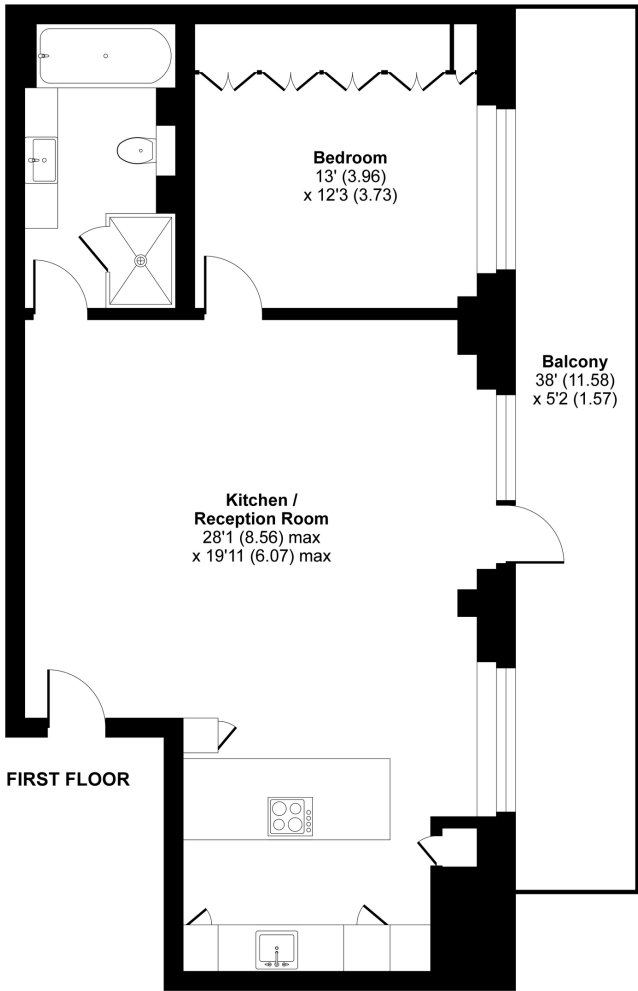 Bedroom
13' (3.96)
x 12'3 (3.73)
Balcony
38' (11.58)
x 5'2 (1.57)
Kitchen /
Reception Room
28'1 (8.56) max
x 19'11 (6.07) max
FIRST FLOOR